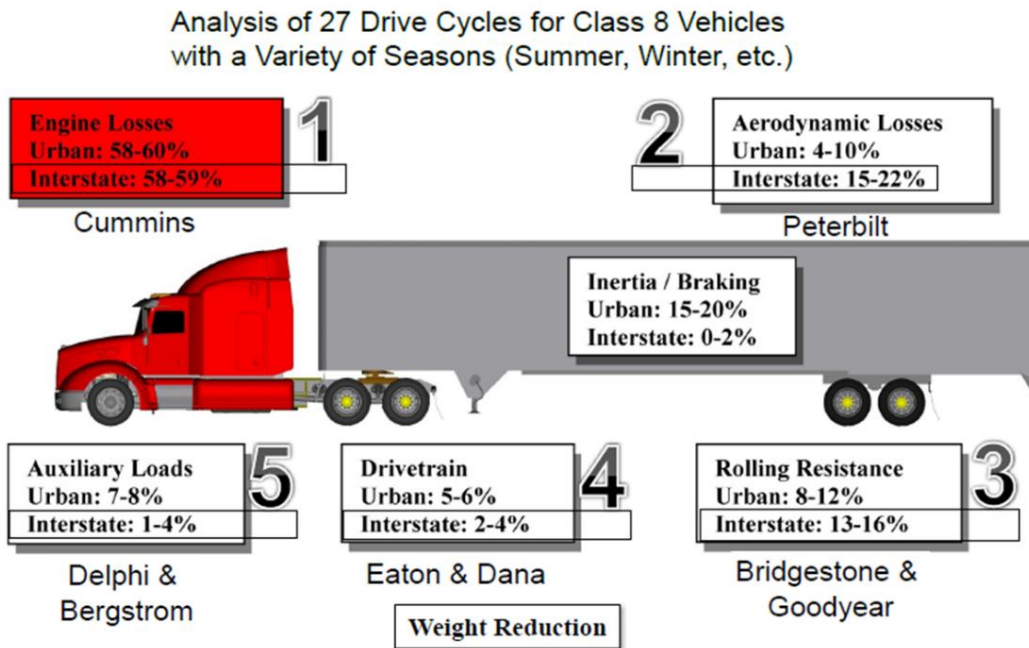 Analysis of 27 Drive Cycles for Class 8 Vehicles
with a Variety of Seasons (Summer, Winter, etc.)
Engine Losses
Urban: 58-60%
Interstate: 58-59%
1
Cummins
2
Aerodynamic Losses
Urban: 4-10%
Interstate: 15-22%
Peterbilt
Inertia / Braking
Urban: 15-20%
Interstate: 0-2%
Auxiliary Loads
Urban: 7-8%
Interstate: 1-4%
5
Delphi &
Bergstrom
Drivetrain
Urban: 5-6%
Interstate: 2-4%
4
Eaton & Dana
Rolling Resistance
Urban: 8-12%
Interstate: 13-16%
3
Bridgestone &
Goodyear
Weight Reduction